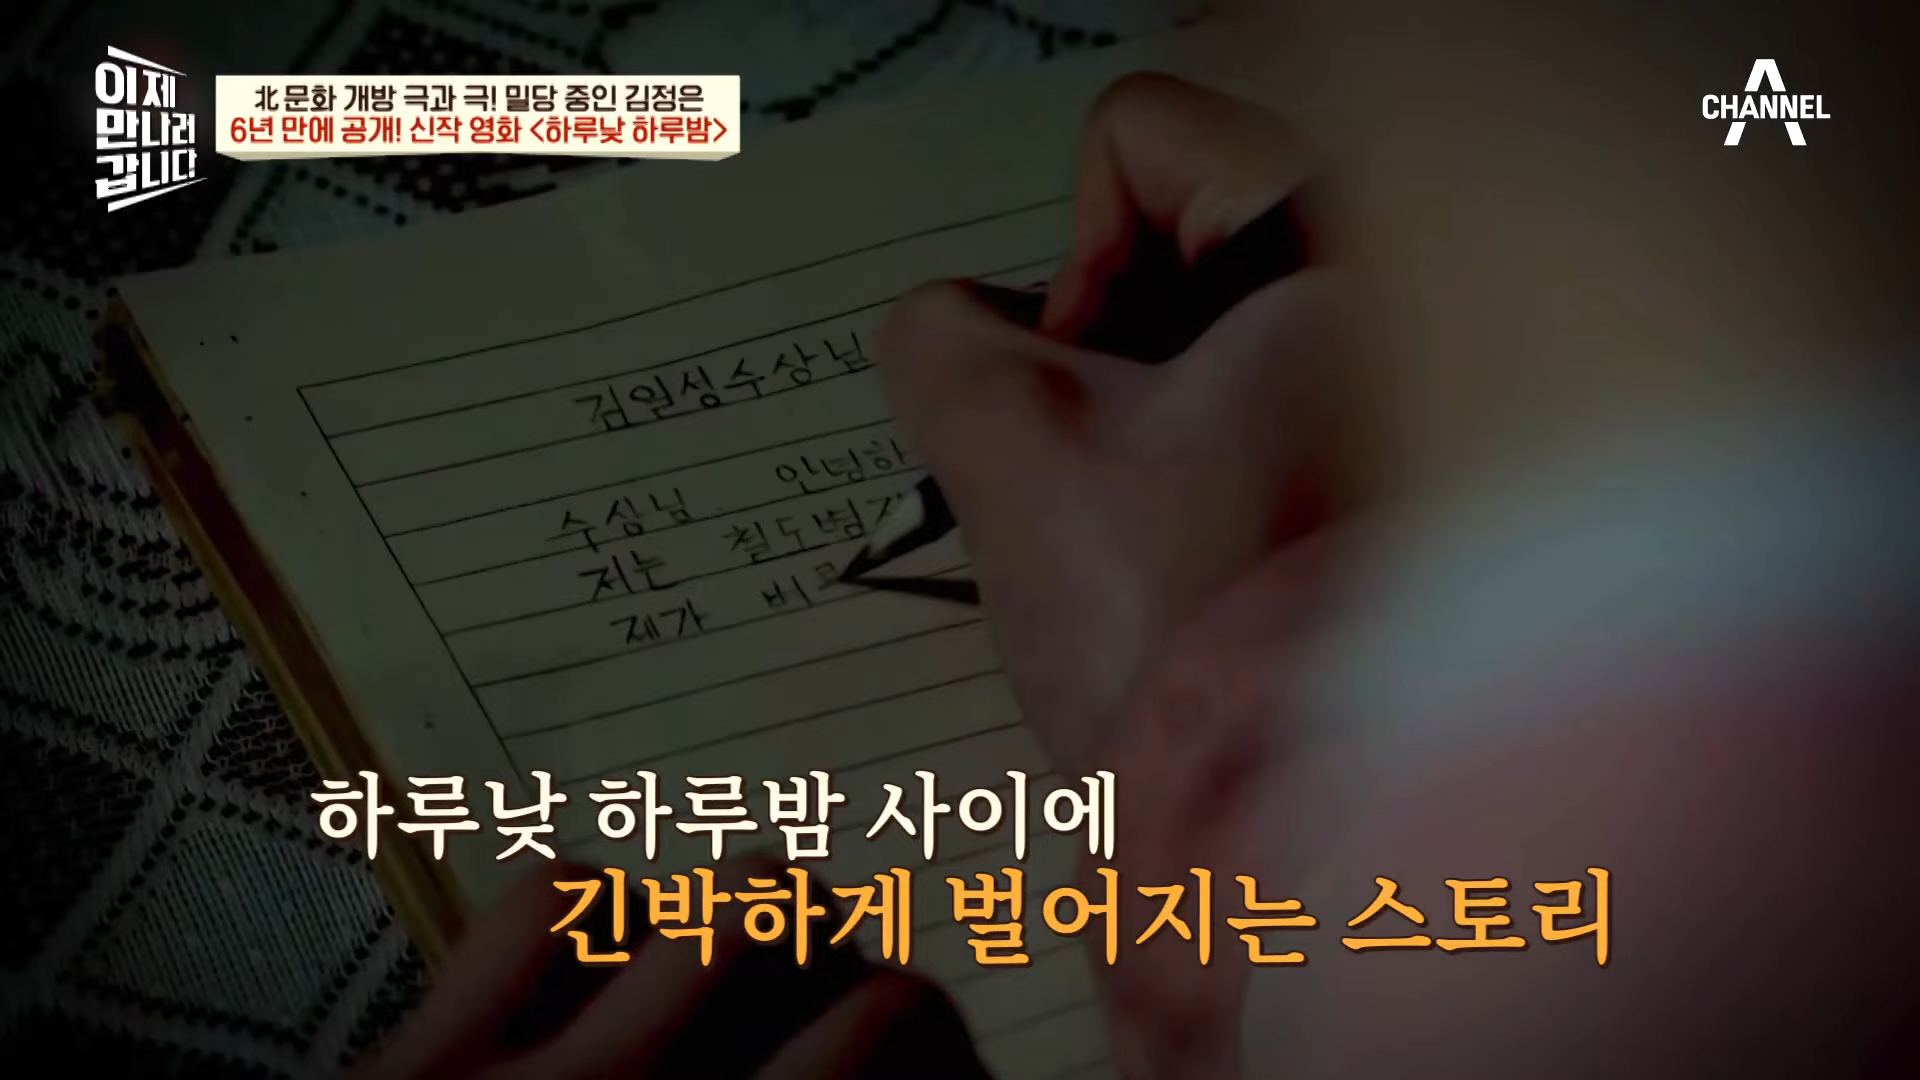 이제
만나러
갑니다
北 문화 개방 극과 극! 밀당 중인 김정은
6년 만에 공개! 신작 영화 <하루낮 하루밤>
CHANNEL A
김일성수상님
수상님 안녕하
저는 철도병
제가 비
하루낮 하루밤 사이에
긴박하게 벌어지는 스토리